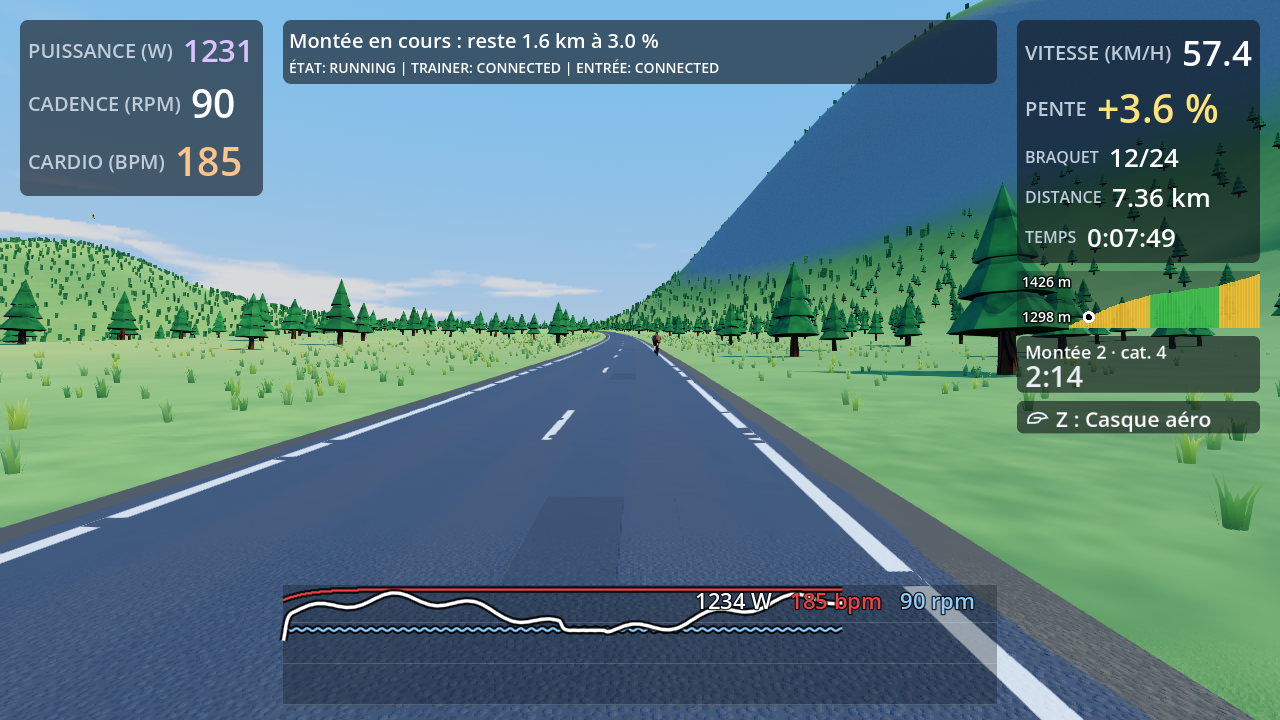 PUISSANCE (W) 1231
CADENCE (RPM) 90
CARDIO (BPM) 185
Montée en cours : reste 1.6 km à 3.0 %
ÉTAT: RUNNING | TRAINER: CONNECTED | ENTRÉE: CONNECTED
VITESSE (KM/H) 57.4
PENTE +3.6 %
BRAQUET 12/24
DISTANCE 7.36 km
TEMPS 0:07:49
1426 m
1298 m
Montée 2 · cat. 4
2:14
Z : Casque aéro
1234 W 185 bpm 90 rpm